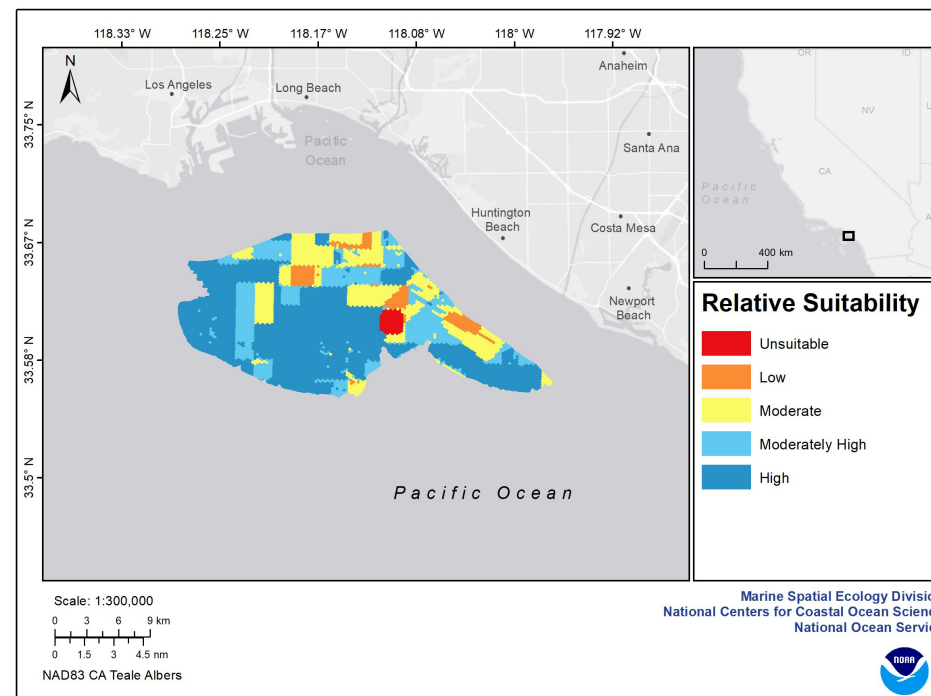 118.33° W
118.25° W
118.17° W
118.08° W
118° W
117.92° W
33.75° N
33.67° N
33.58° N
33.5° N
N
Los Angeles
Long Beach
Anaheim
Pacific
Ocean
Santa Ana
Huntington
Beach
Costa Mesa
Newport
Beach
Pacific Ocean
OR
ID
NV
CA
Pacific
Ocean
0 400 km
Relative Suitability
Unsuitable
Low
Moderate
Moderately High
High
Scale: 1:300,000
0 3 6 9 km
0 1.5 3 4.5 nm
NAD83 CA Teale Albers
Marine Spatial Ecology Divisio
National Centers for Coastal Ocean Scienc
National Ocean Servic
NOAA